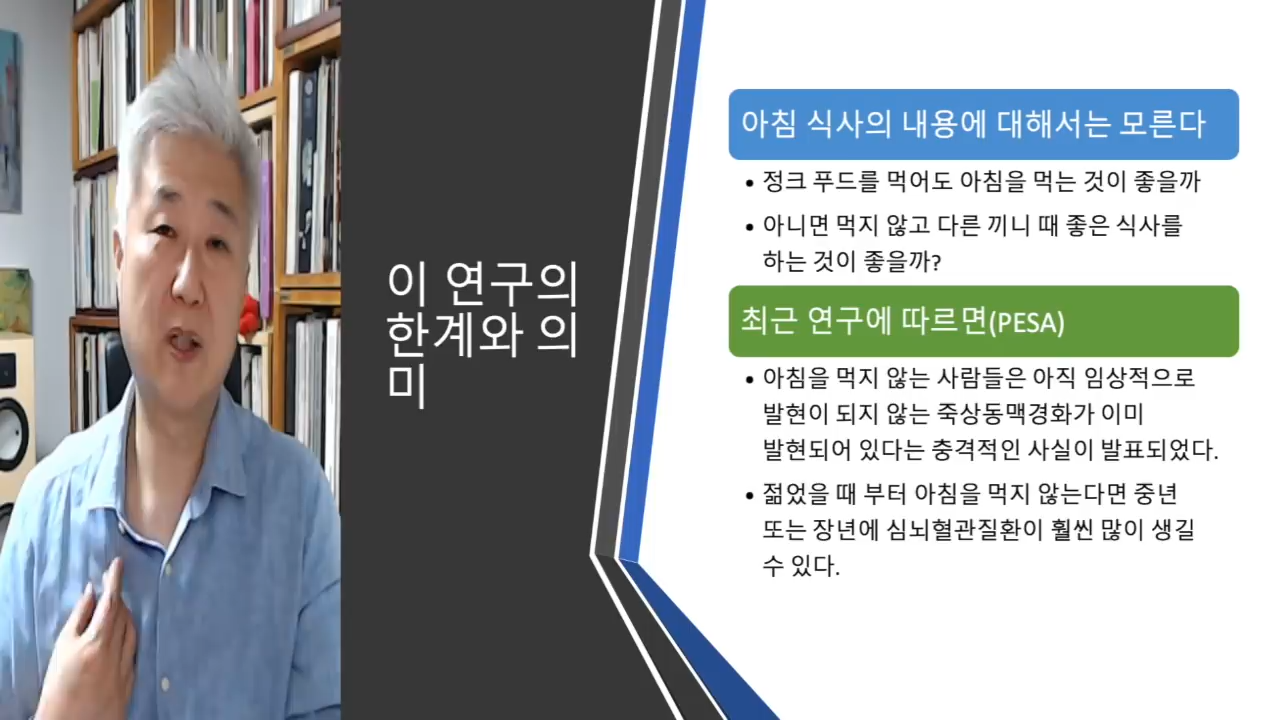 이 연구의
한계와 의
미
아침 식사의 내용에 대해서는 모른다
• 정크 푸드를 먹어도 아침을 먹는 것이 좋을까
• 아니면 먹지 않고 다른 끼니 때 좋은 식사를
하는 것이 좋을까?
최근 연구에 따르면(PESA)
• 아침을 먹지 않는 사람들은 아직 임상적으로
발현이 되지 않는 죽상동맥경화가 이미
발현되어 있다는 충격적인 사실이 발표되었다.
• 젊었을 때 부터 아침을 먹지 않는다면 중년
또는 장년에 심뇌혈관질환이 훨씬 많이 생길
수 있다.